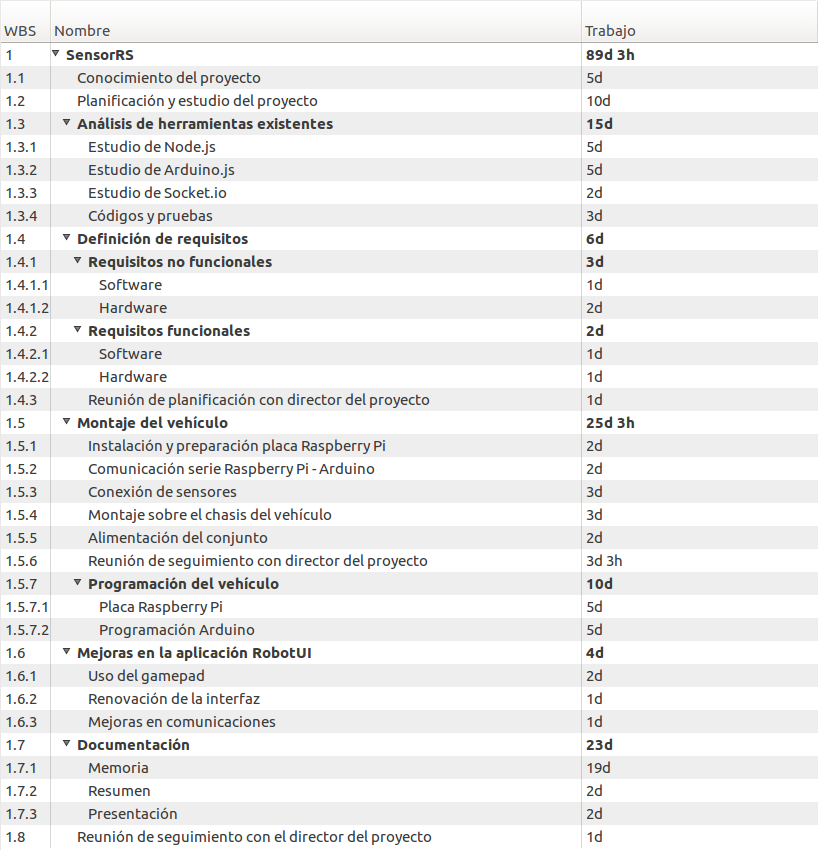 WBS Nombre Trabajo
1 SensorRS 89d 3h
1.1 Conocimiento del proyecto 5d
1.2 Planificación y estudio del proyecto 10d
1.3 Análisis de herramientas existentes 15d
1.3.1 Estudio de Node.js 5d
1.3.2 Estudio de Arduino.js 5d
1.3.3 Estudio de Socket.io 2d
1.3.4 Códigos y pruebas 3d
1.4 Definición de requisitos 6d
1.4.1 Requisitos no funcionales 3d
1.4.1.1 Software 1d
1.4.1.2 Hardware 2d
1.4.2 Requisitos funcionales 2d
1.4.2.1 Software 1d
1.4.2.2 Hardware 1d
1.4.3 Reunión de planificación con director del proyecto 1d
1.5 Montaje del vehículo 25d 3h
1.5.1 Instalación y preparación placa Raspberry Pi 2d
1.5.2 Comunicación serie Raspberry Pi - Arduino 2d
1.5.3 Conexión de sensores 3d
1.5.4 Montaje sobre el chasis del vehículo 3d
1.5.5 Alimentación del conjunto 2d
1.5.6 Reunión de seguimiento con director del proyecto 3d 3h
1.5.7 Programación del vehículo 10d
1.5.7.1 Placa Raspberry Pi 5d
1.5.7.2 Programación Arduino 5d
1.6 Mejoras en la aplicación RobotUI 4d
1.6.1 Uso del gamepad 2d
1.6.2 Renovación de la interfaz 1d
1.6.3 Mejoras en comunicaciones 1d
1.7 Documentación 23d
1.7.1 Memoria 19d
1.7.2 Resumen 2d
1.7.3 Presentación 2d
1.8 Reunión de seguimiento con el director del proyecto 1d